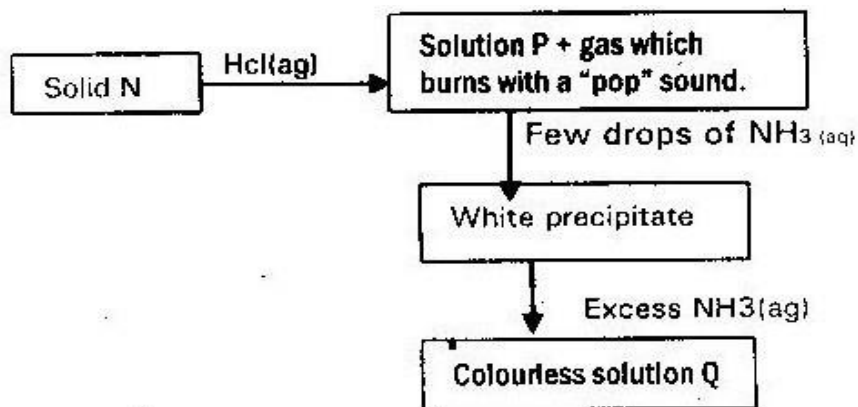 Solution P + gas which
Hcl(ag)
Solid N
burns with a "pop" sound.
Few drops of NH3 (aq)
White precipitate
Excess NH3(ag)
Colourless solution Q